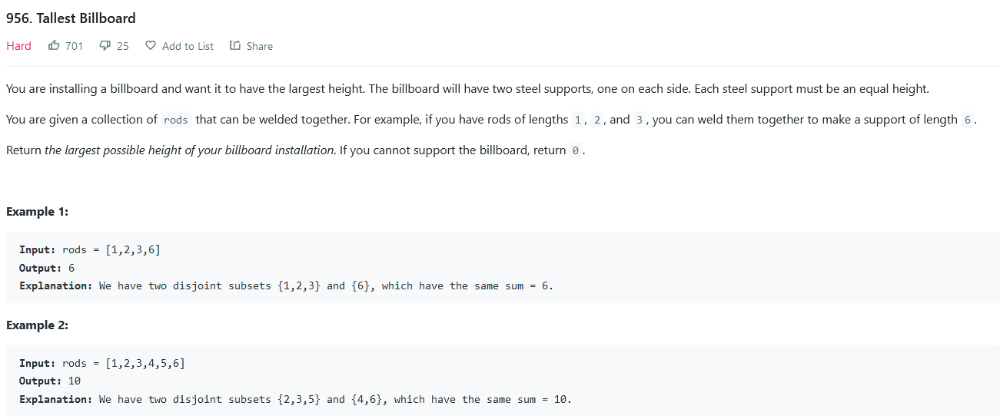 956. Tallest Billboard
Hard 701 25 Add to List Share
You are installing a billboard and want it to have the largest height. The billboard will have two steel supports, one on each side. Each steel support must be an equal height.
You are given a collection of rods that can be welded together. For example, if you have rods of lengths 1, 2, and 3, you can weld them together to make a support of length 6.
Return the largest possible height of your billboard installation. If you cannot support the billboard, return 0.
Example 1:
Input: rods = [1,2,3,6]
Output: 6
Explanation: We have two disjoint subsets {1,2,3} and {6}, which have the same sum = 6.
Example 2:
Input: rods = [1,2,3,4,5,6]
Output: 10
Explanation: We have two disjoint subsets {2,3,5} and {4,6}, which have the same sum = 10.